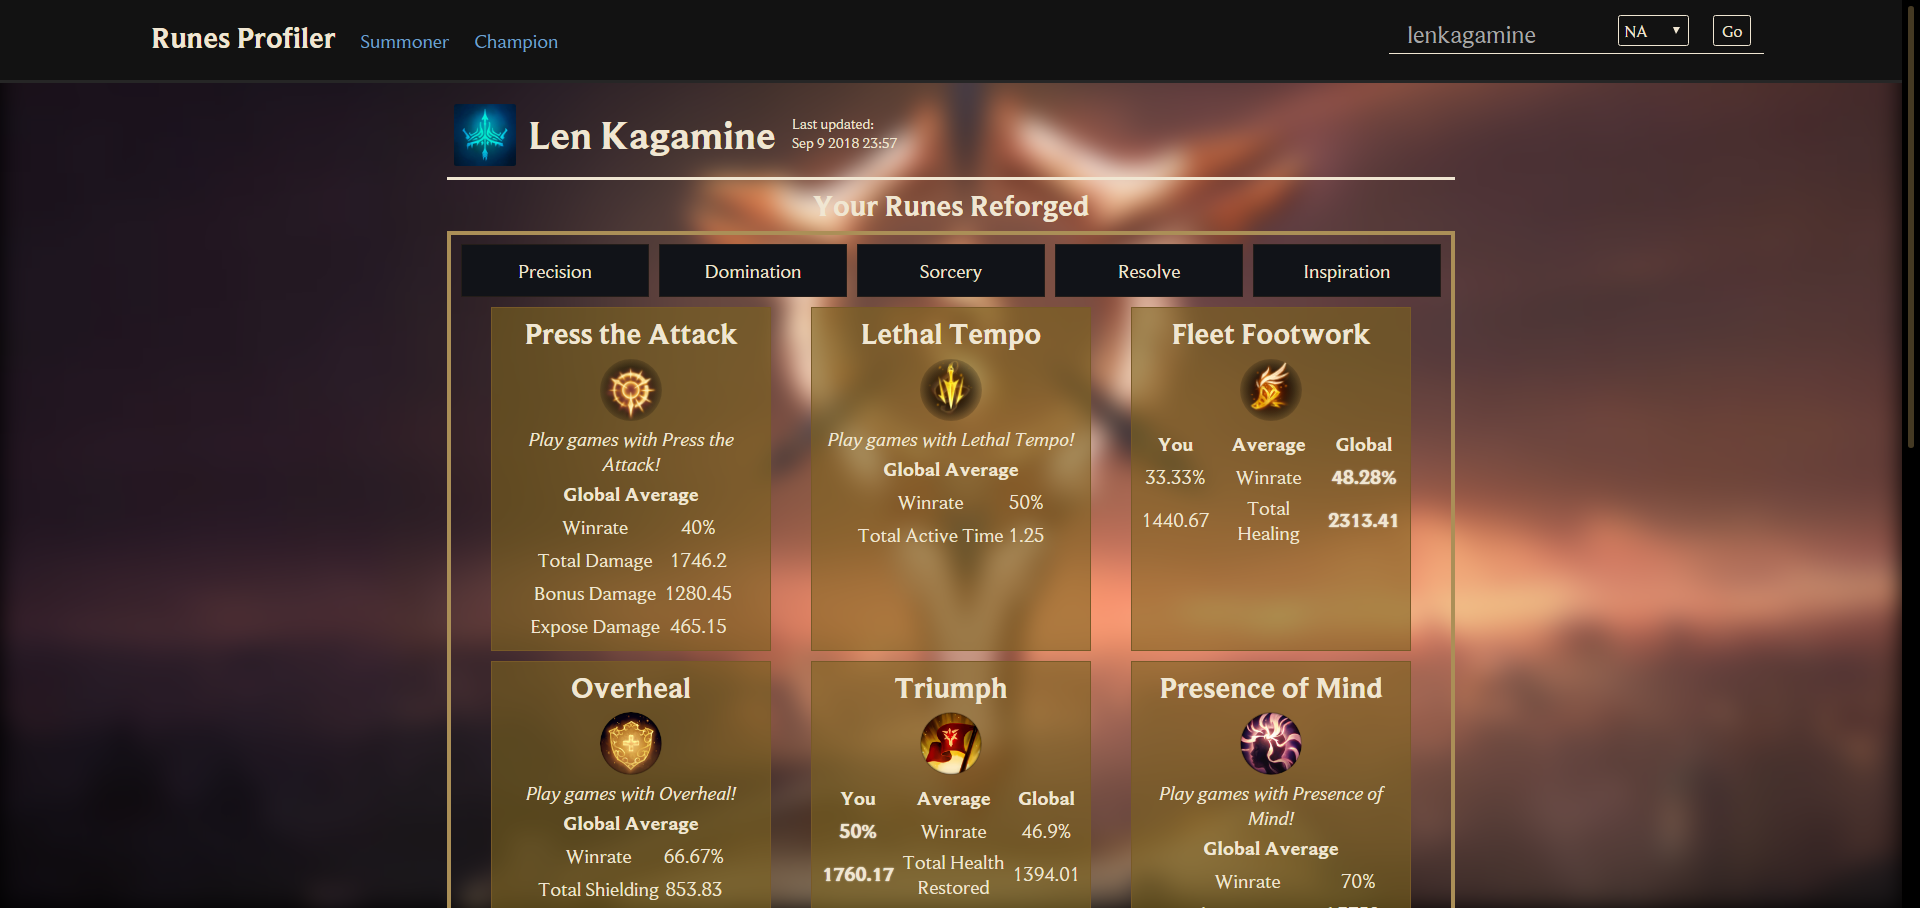 Runes Profiler Summoner Champion lenkagamine NA Go
Len Kagamine
Last updated:
Sep 9 2018 23:57
Your Runes Reforged
Precision Domination Sorcery Resolve Inspiration
Press the Attack
Play games with Press the
Attack!
Global Average
Winrate 40%
Total Damage 1746.2
Bonus Damage 1280.45
Expose Damage 465.15
Lethal Tempo
Play games with Lethal Tempo!
Global Average
Winrate 50%
Total Active Time 1.25
Fleet Footwork
You Average Global
33.33% Winrate 48.28%
1440.67 Total Healing 2313.41
Overheal
Play games with Overheal!
Global Average
Winrate 66.67%
Total Shielding 853.83
Triumph
You Average Global
50% Winrate 46.9%
1760.17 Total Health Restored 1394.01
Presence of Mind
Play games with Presence of
Mind!
Global Average
Winrate 70%